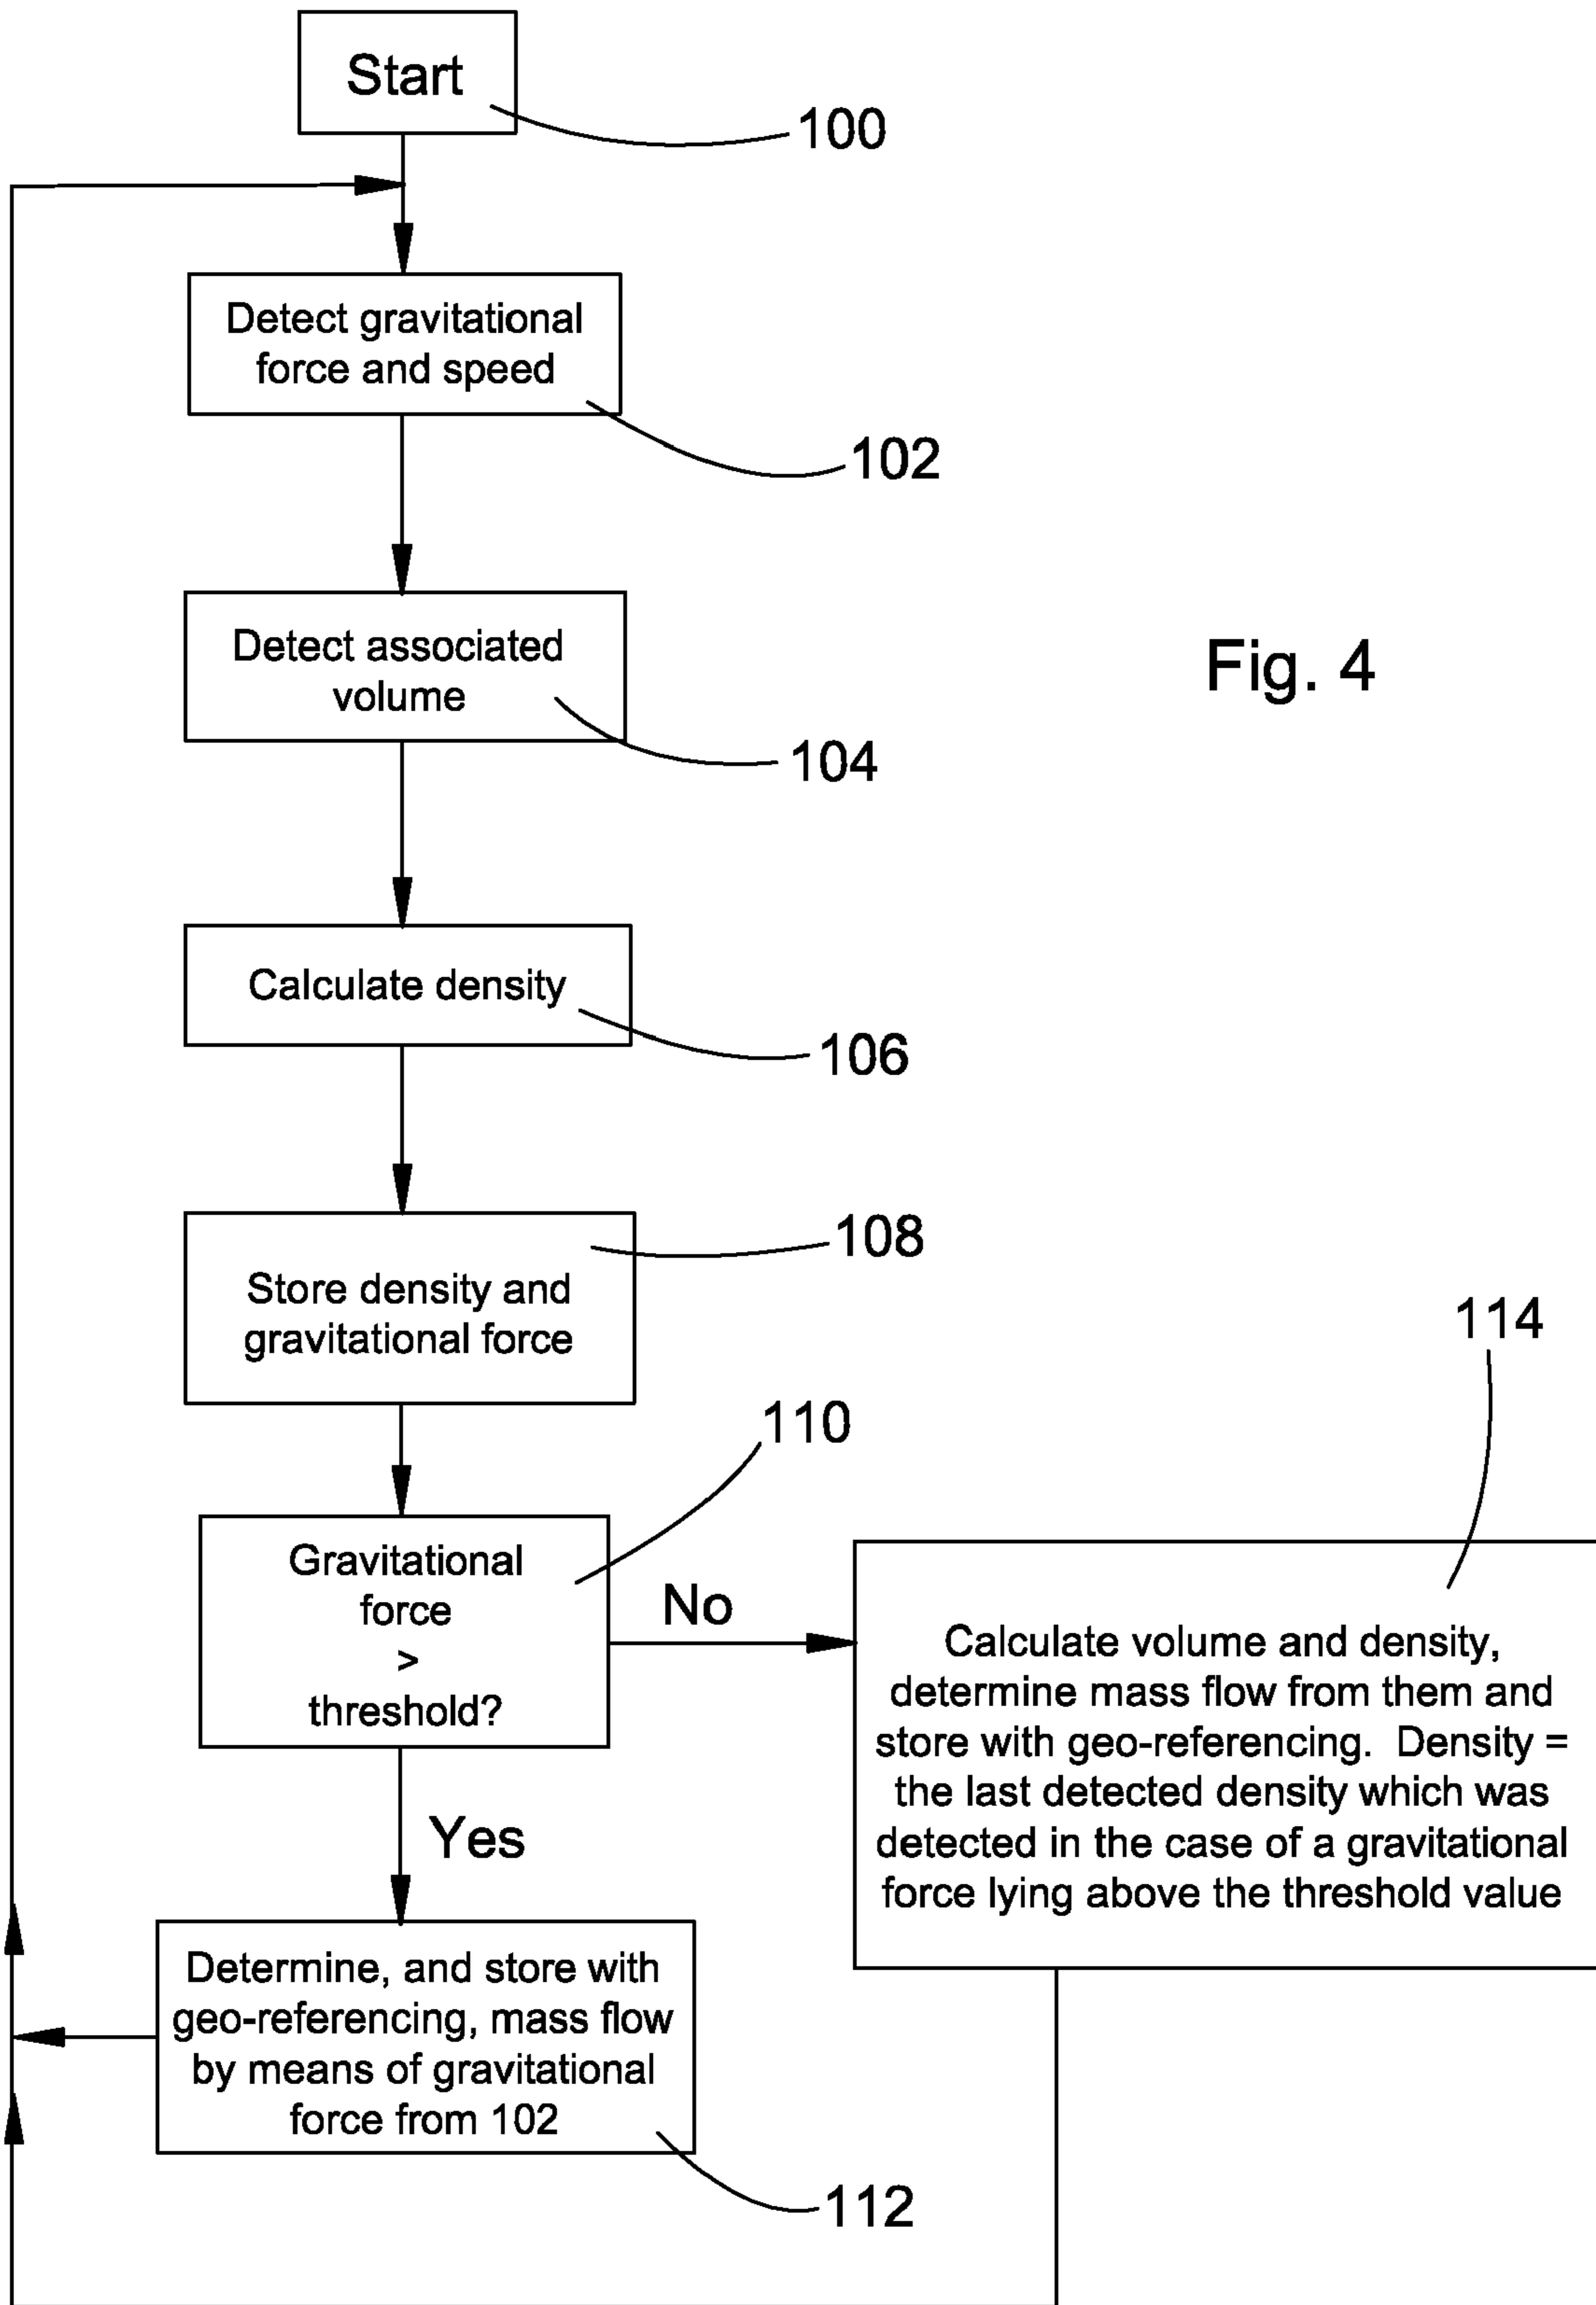 Start
100
Detect gravitational
force and speed
102
Detect associated
volume
104
Fig. 4
Calculate density
106
108
Store density and
gravitational force
114
110
Gravitational
force
>
threshold?
No
Calculate volume and density,
determine mass flow from them and
store with geo-referencing. Density =
the last detected density which was
detected in the case of a gravitational
force lying above the threshold value
Yes
Determine, and store with
geo-referencing, mass flow
by means of gravitational
force from 102
112